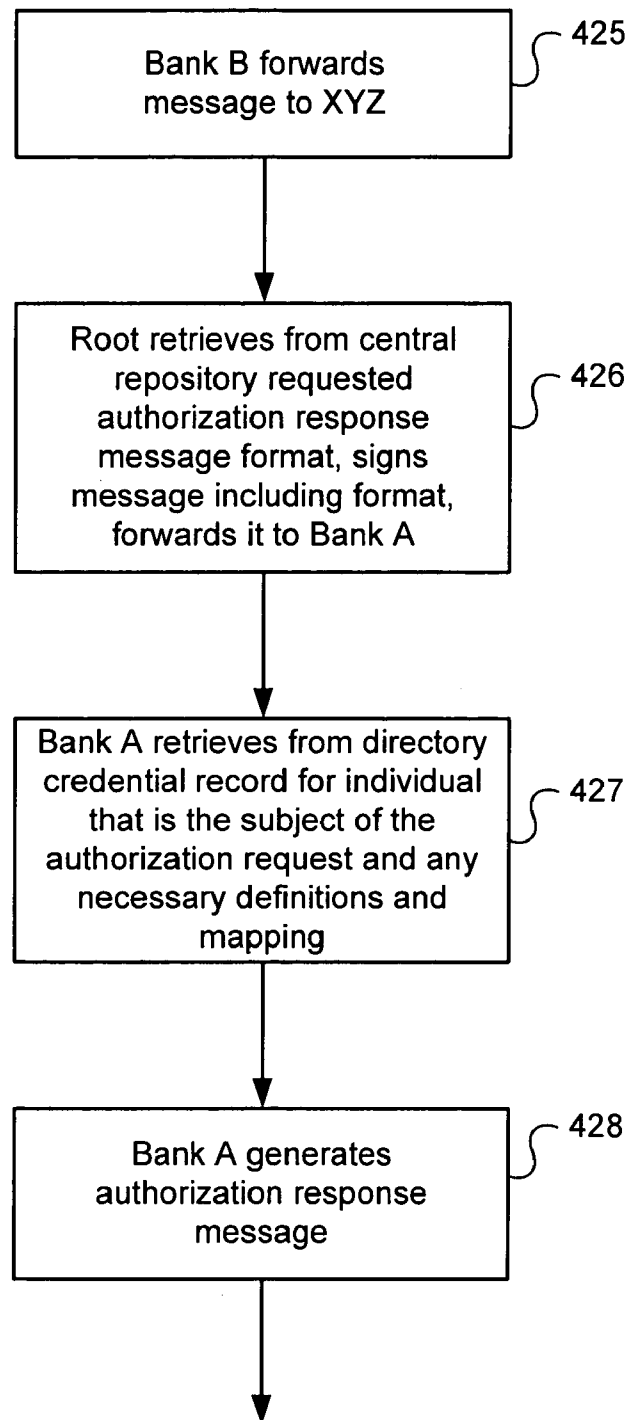 Bank B forwards
message to XYZ
425
Root retrieves from central
repository requested
authorization response
message format, signs
message including format,
forwards it to Bank A
426
Bank A retrieves from directory
credential record for individual
that is the subject of the
authorization request and any
necessary definitions and
mapping
427
Bank A generates
authorization response
message
428